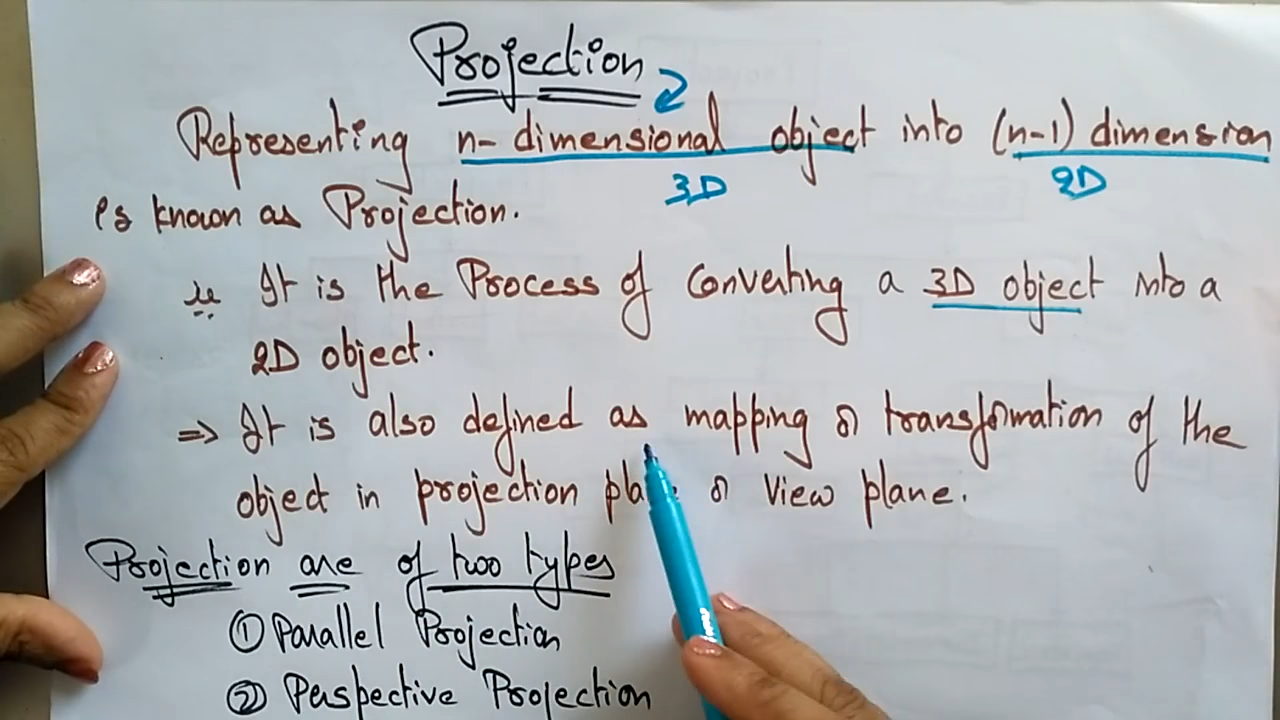 Projection
Representing n-dimensional object into (n-1) dimension
3D 2D
is known as Projection.
ie It is the Process of Converting a 3D object into a
2D object.
⇒ It is also defined as mapping or transformation of the
object in projection plane or View plane.
Projection are of two types
① Parallel Projection
② Perspective Projection